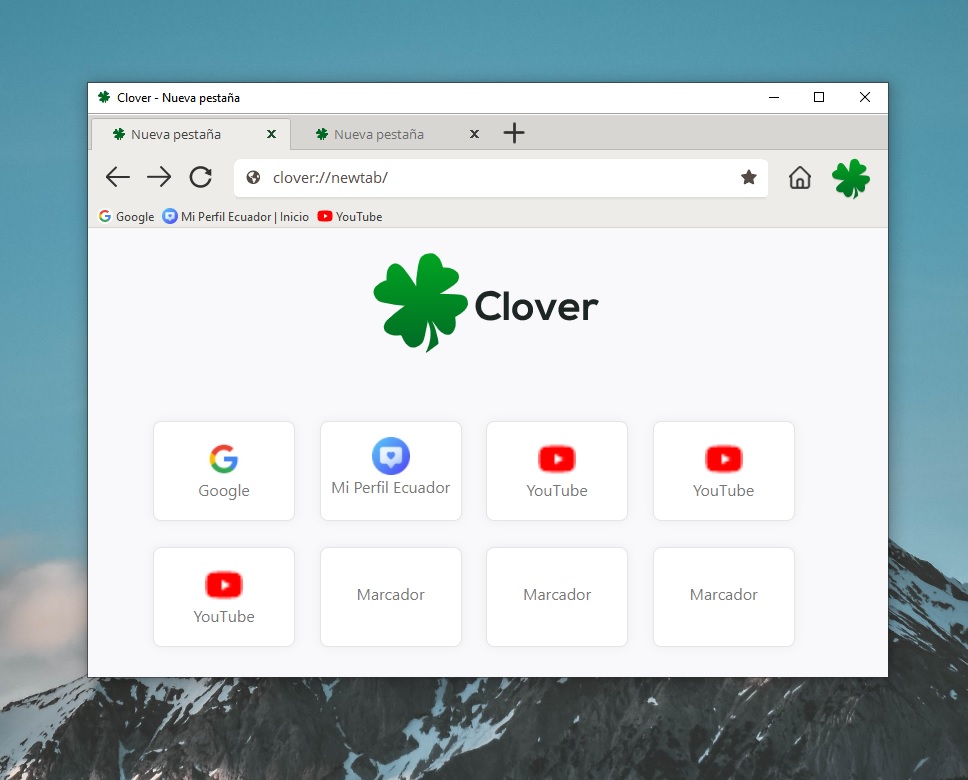 Clover - Nueva pestaña
Nueva pestaña
Nueva pestaña
clover://newtab/
Google
Mi Perfil Ecuador | Inicio
YouTube
Clover
Google
Mi Perfil Ecuador
YouTube
YouTube
YouTube
Marcador
Marcador
Marcador